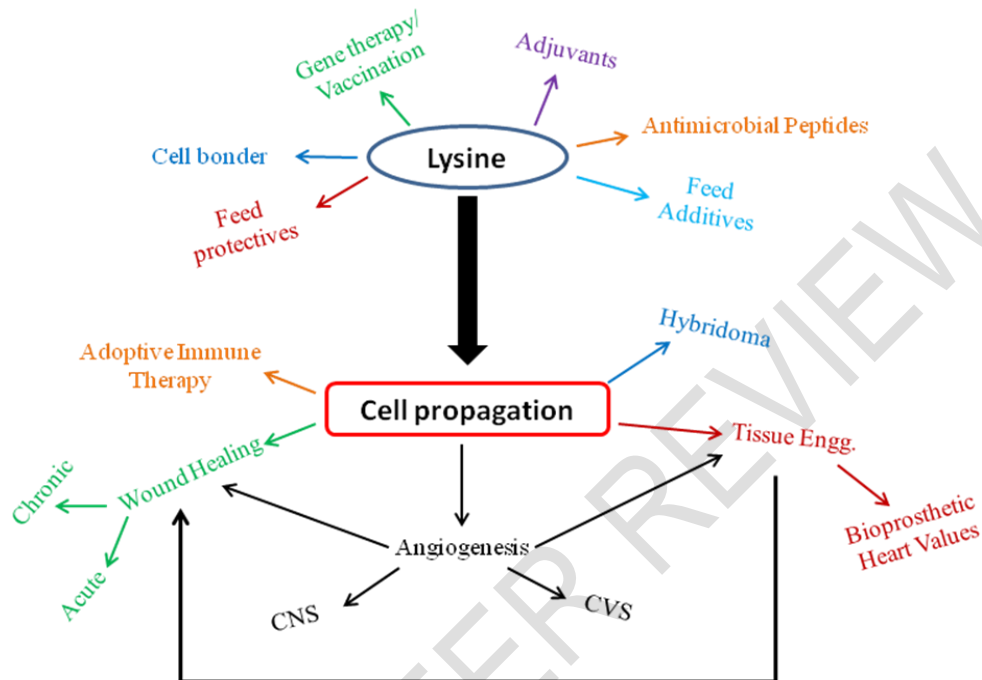 Gene therapy/
Vaccination
Adjuvants
Antimicrobial Peptides
Cell bonder
Lysine
Feed
protectives
Feed
Additives
Hybridoma
Adoptive Immune
Therapy
Cell propagation
Tissue Engg.
Wound Healing
Chronic
Acute
Angiogenesis
Bioprosthetic
Heart Values
CNS
CVS
ER REVIEW